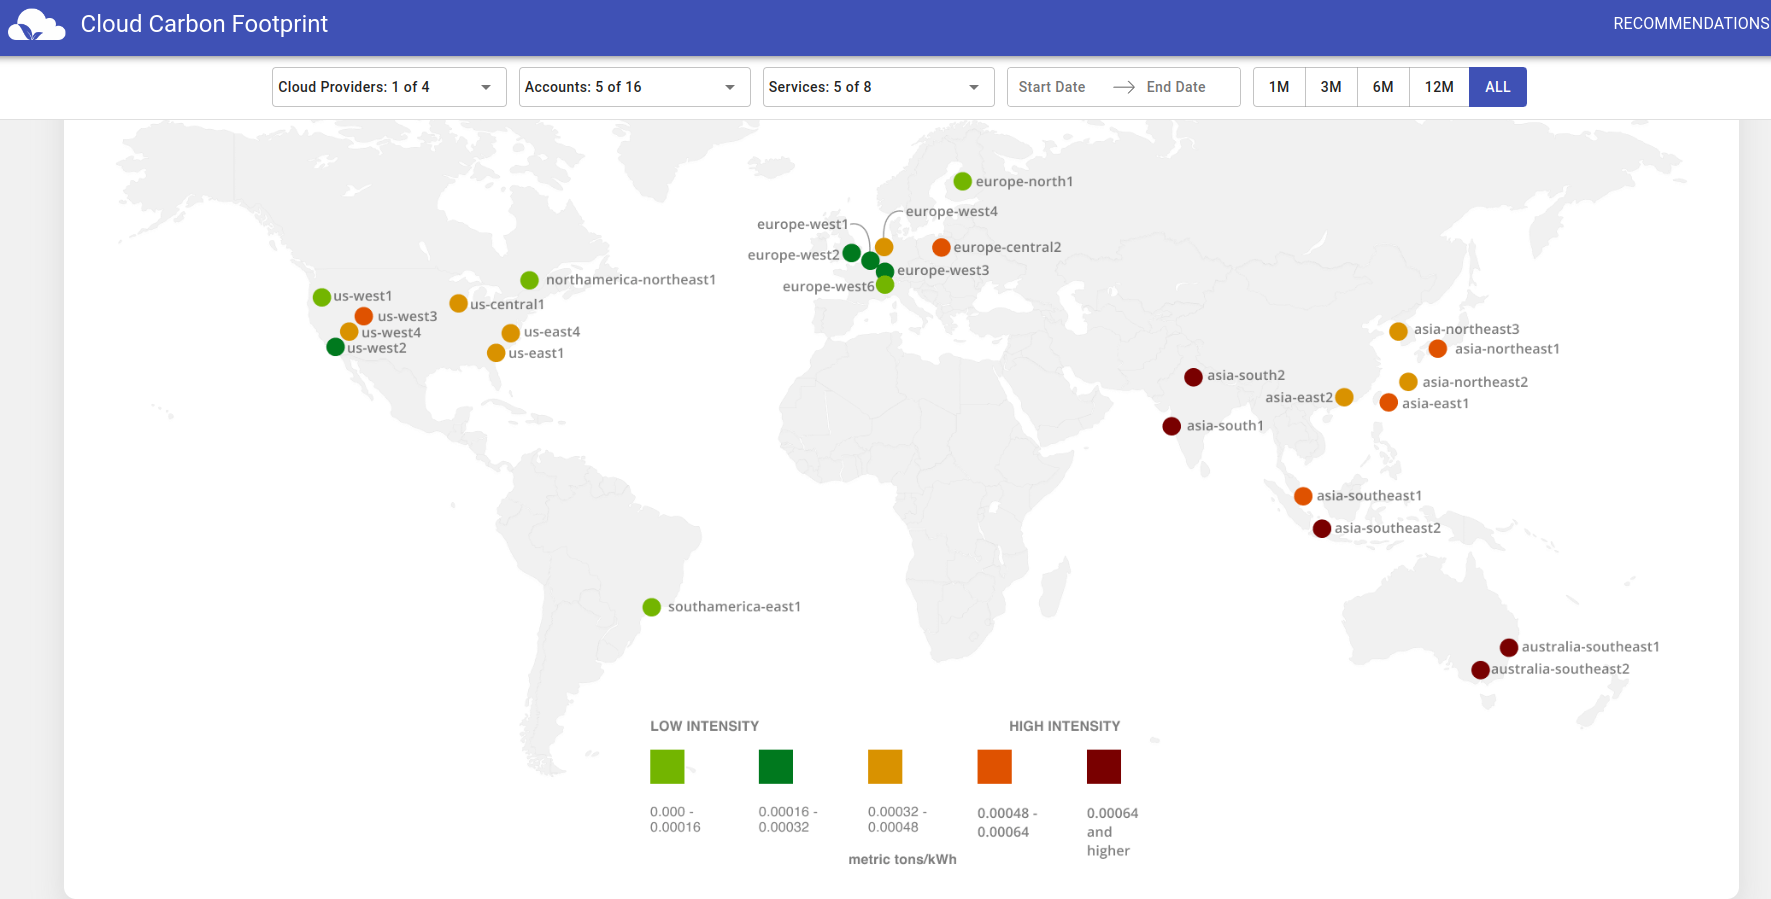 Cloud Carbon Footprint
RECOMMENDATIONS
Cloud Providers: 1 of 4
Accounts: 5 of 16
Services: 5 of 8
Start Date
End Date
1M
3M
6M
12M
ALL
europe-north1
europe-west4
europe-west1
europe-central2
europe-west2
europe-west3
europe-west6
northamerica-northeast1
us-west1
us-central1
us-west3
us-west4
us-east4
us-west2
us-east1
asia-northeast3
asia-northeast1
asia-south2
asia-northeast2
asia-east2
asia-east1
asia-south1
asia-southeast1
asia-southeast2
southamerica-east1
australia-southeast1
australia-southeast2
LOW INTENSITY
HIGH INTENSITY
0.000 -
0.00016
0.00016 -
0.00032
0.00032 -
0.00048
0.00048 -
0.00064
0.00064
and
higher
metric tons/kWh